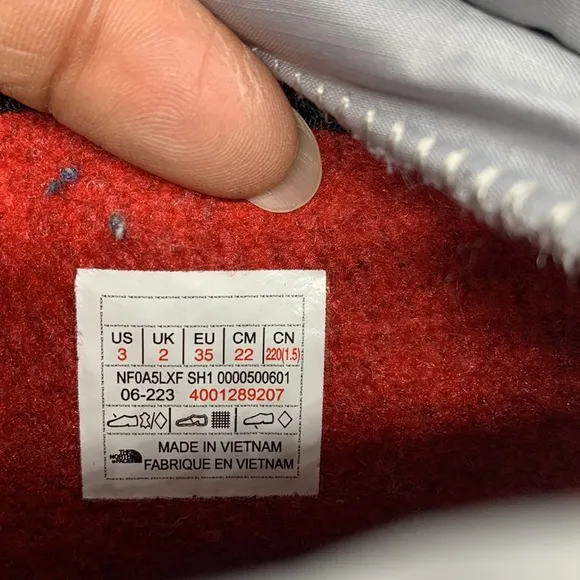 US UK EU CM CN
3 2 35 22 220(1.5)
NF0A5LXF SH1 0000500601
06-223 4001289207
MADE IN VIETNAM
THE NORTH FACE FABRIQUE EN VIETNAM